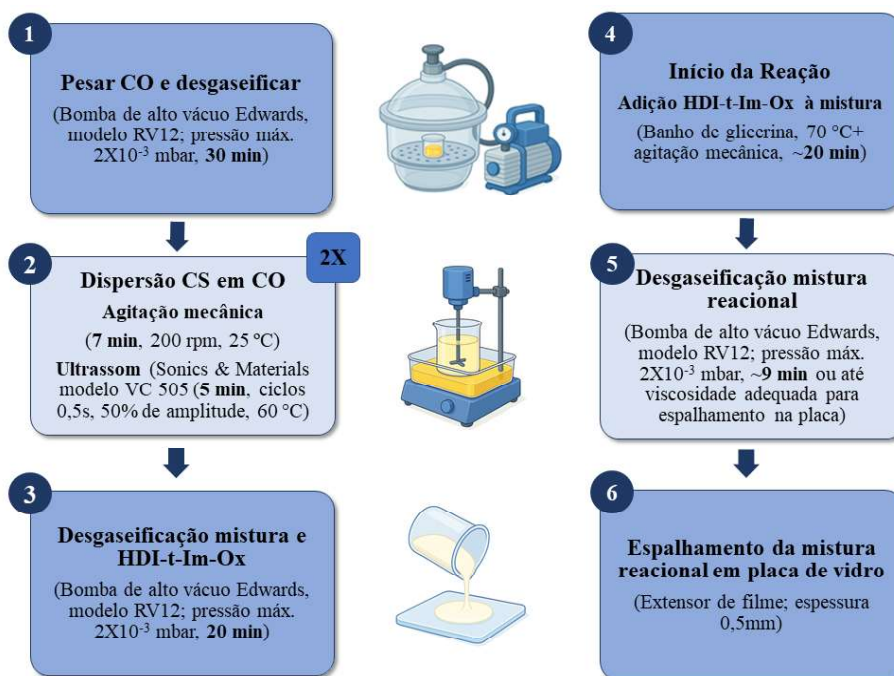 1
Pesar CO e desgaseificar
(Bomba de alto vácuo Edwards,
modelo RV12; pressão máx.
2X10⁻³ mbar, 30 min)
2
2X
Dispersão CS em CO
Agitação mecânica
(7 min, 200 rpm, 25 ºC)
Ultrassom (Sonics & Materials
modelo VC 505 (5 min, ciclos
0,5s, 50% de amplitude, 60 °C)
3
Desgaseificação mistura e
HDI-t-Im-Ox
(Bomba de alto vácuo Edwards,
modelo RV12; pressão máx.
2X10⁻³ mbar, 20 min)
4
Início da Reação
Adição HDI-t-Im-Ox à mistura
(Banho de glicerina, 70 °C+
agitação mecânica, ~20 min)
5
Desgaseificação mistura
reacional
(Bomba de alto vácuo Edwards,
modelo RV12; pressão máx.
2X10⁻³ mbar, ~9 min ou até
viscosidade adequada para
espalhamento na placa)
6
Espalhamento da mistura
reacional em placa de vidro
(Extensor de filme; espessura
0,5mm)